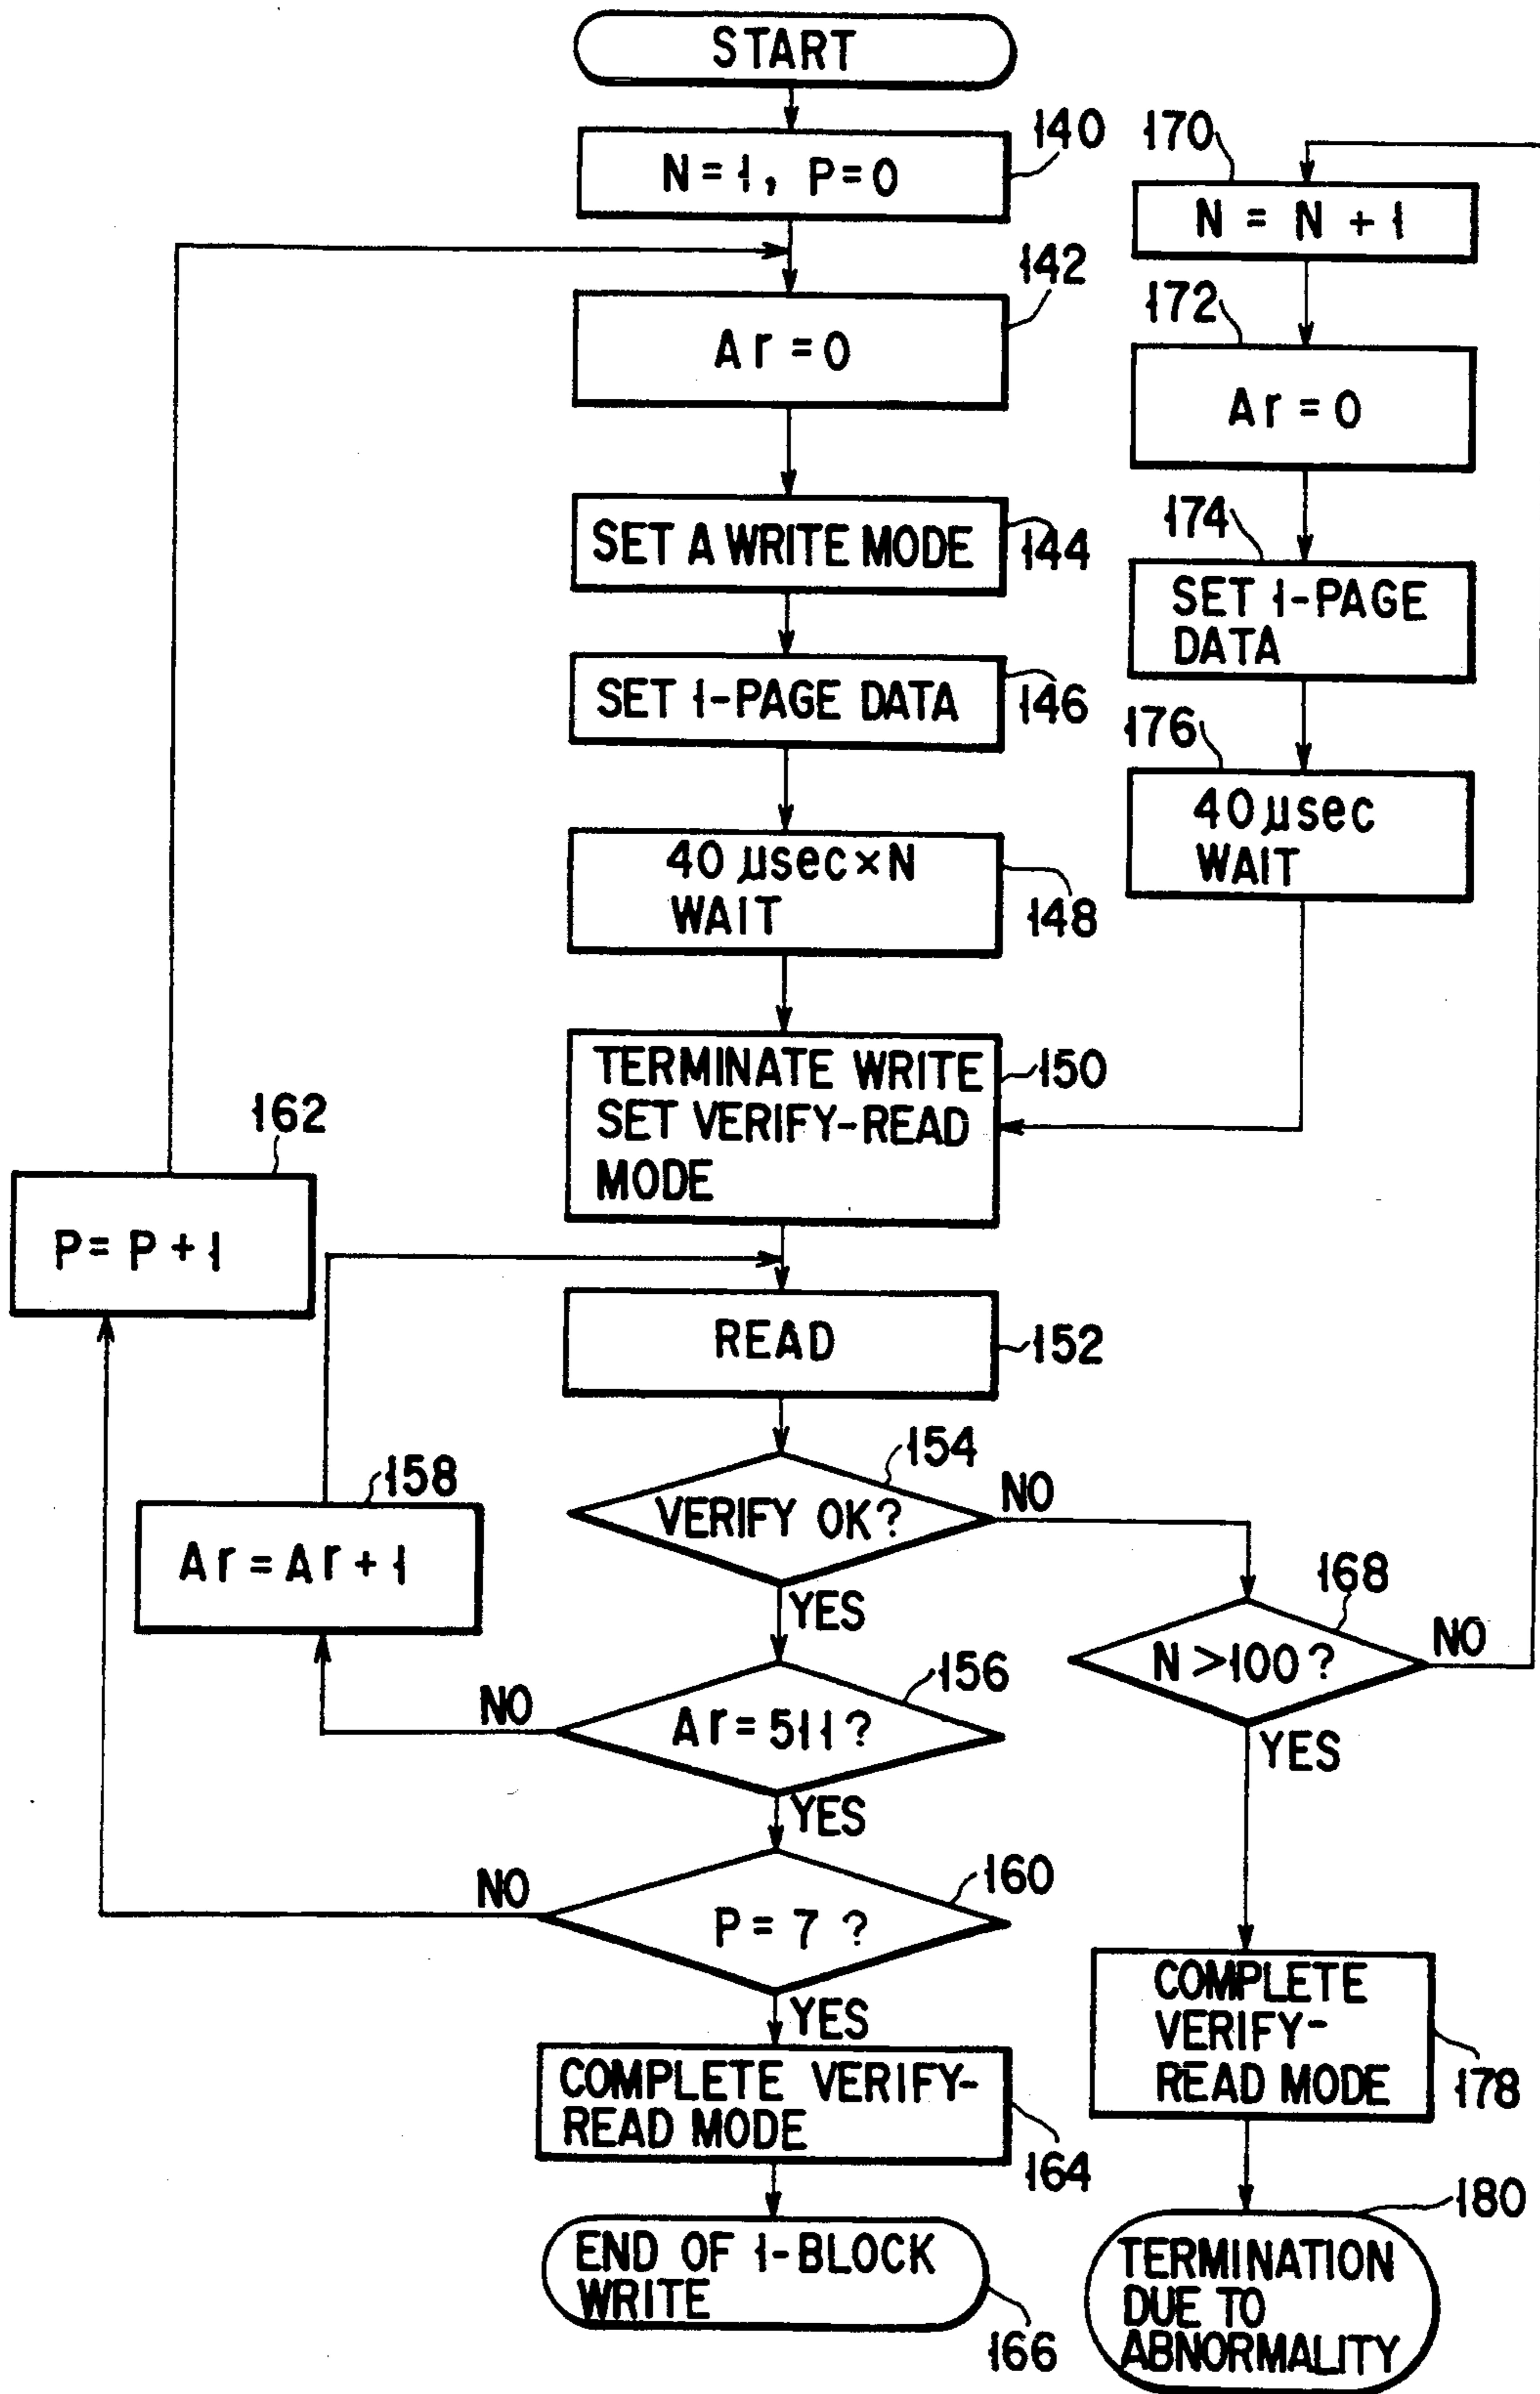 START
140
N=1, P=0
142
Ar=0
SET A WRITE MODE
144
SET 1-PAGE DATA
146
40 μsec×N
WAIT
148
TERMINATE WRITE
SET VERIFY-READ
MODE
150
READ
152
154
VERIFY OK?
NO
YES
156
Ar=511?
NO
YES
158
Ar=Ar+1
160
P=7?
NO
YES
162
P=P+1
COMPLETE VERIFY-
READ MODE
164
END OF 1-BLOCK
WRITE
166
168
N>100?
NO
YES
170
N=N+1
172
Ar=0
174
SET 1-PAGE
DATA
176
40μsec
WAIT
COMPLETE
VERIFY-
READ MODE
178
180
TERMINATION
DUE TO
ABNORMALITY